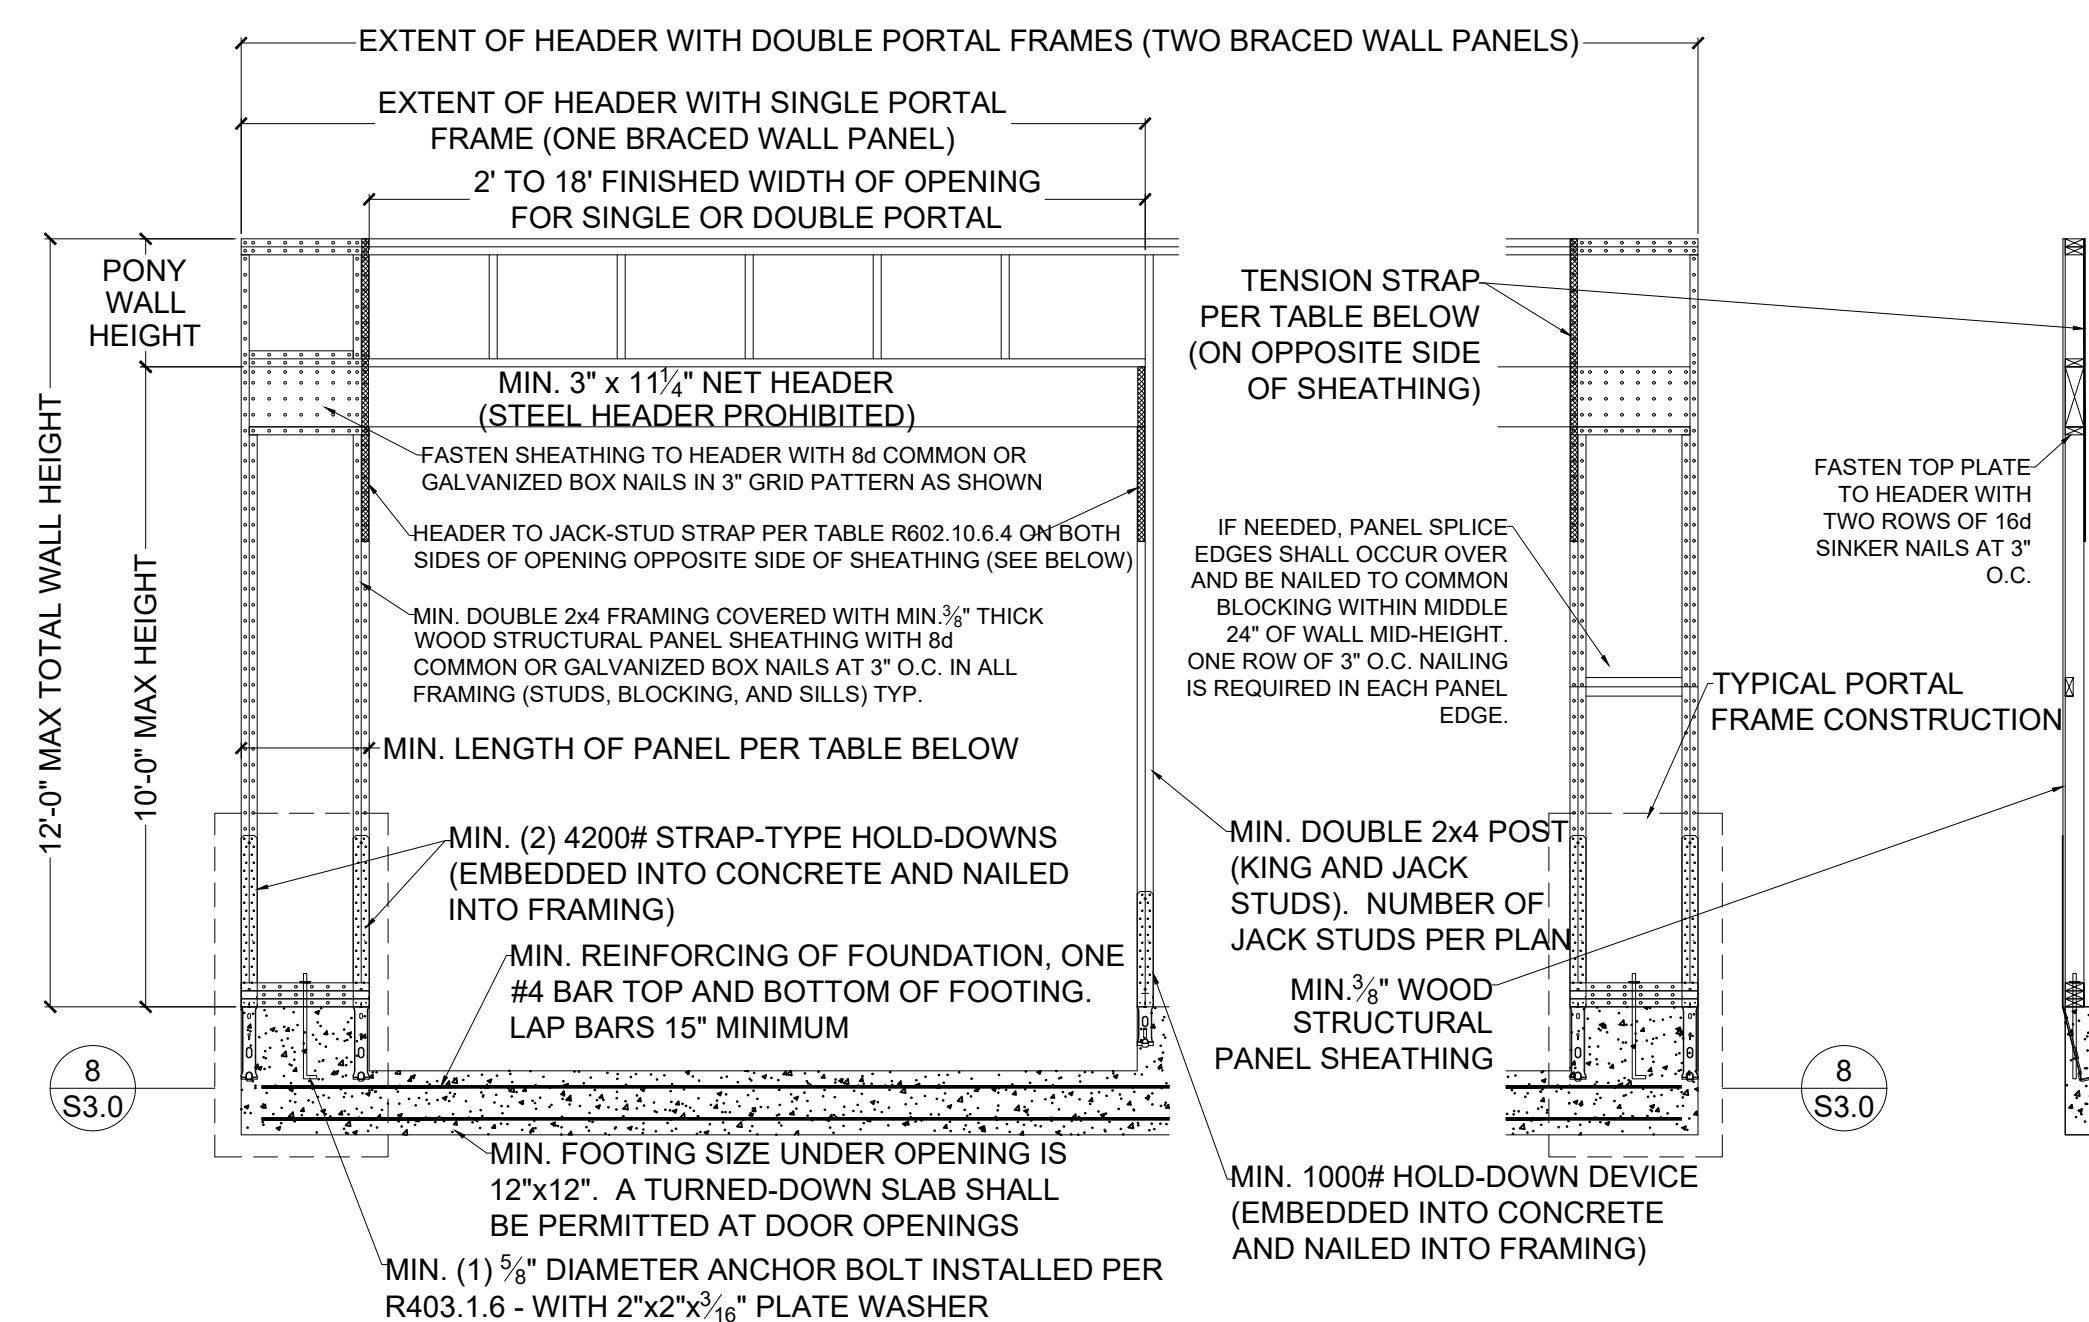 EXTENT OF HEADER WITH DOUBLE PORTAL FRAMES (TWO BRACED WALL PANELS)
EXTENT OF HEADER WITH SINGLE PORTAL
FRAME (ONE BRACED WALL PANEL)
2' TO 18' FINISHED WIDTH OF OPENING
FOR SINGLE OR DOUBLE PORTAL
PONY
WALL
HEIGHT
12'-0" MAX TOTAL WALL HEIGHT
10'-0" MAX HEIGHT
MIN. 3" x 11¼" NET HEADER
(STEEL HEADER PROHIBITED)
FASTEN SHEATHING TO HEADER WITH 8d COMMON OR
GALVANIZED BOX NAILS IN 3" GRID PATTERN AS SHOWN
HEADER TO JACK-STUD STRAP PER TABLE R602.10.6.4 ON BOTH
SIDES OF OPENING OPPOSITE SIDE OF SHEATHING (SEE BELOW)
MIN. DOUBLE 2x4 FRAMING COVERED WITH MIN.⅜" THICK
WOOD STRUCTURAL PANEL SHEATHING WITH 8d
COMMON OR GALVANIZED BOX NAILS AT 3" O.C. IN ALL
FRAMING (STUDS, BLOCKING, AND SILLS) TYP.
MIN. LENGTH OF PANEL PER TABLE BELOW
MIN. (2) 4200# STRAP-TYPE HOLD-DOWNS
(EMBEDDED INTO CONCRETE AND NAILED
INTO FRAMING)
MIN. REINFORCING OF FOUNDATION, ONE
#4 BAR TOP AND BOTTOM OF FOOTING.
LAP BARS 15" MINIMUM
8
S3.0
MIN. FOOTING SIZE UNDER OPENING IS
12"x12". A TURNED-DOWN SLAB SHALL
BE PERMITTED AT DOOR OPENINGS
MIN. (1) ⅝" DIAMETER ANCHOR BOLT INSTALLED PER
R403.1.6 - WITH 2"x2"x3⁄16" PLATE WASHER
TENSION STRAP
PER TABLE BELOW
(ON OPPOSITE SIDE
OF SHEATHING)
IF NEEDED, PANEL SPLICE
EDGES SHALL OCCUR OVER
AND BE NAILED TO COMMON
BLOCKING WITHIN MIDDLE
24" OF WALL MID-HEIGHT.
ONE ROW OF 3" O.C. NAILING
IS REQUIRED IN EACH PANEL
EDGE.
MIN. DOUBLE 2x4 POST
(KING AND JACK
STUDS). NUMBER OF
JACK STUDS PER PLAN
MIN.⅜" WOOD
STRUCTURAL
PANEL SHEATHING
MIN. 1000# HOLD-DOWN DEVICE
(EMBEDDED INTO CONCRETE
AND NAILED INTO FRAMING)
FASTEN TOP PLATE
TO HEADER WITH
TWO ROWS OF 16d
SINKER NAILS AT 3"
O.C.
TYPICAL PORTAL
FRAME CONSTRUCTION
8
S3.0